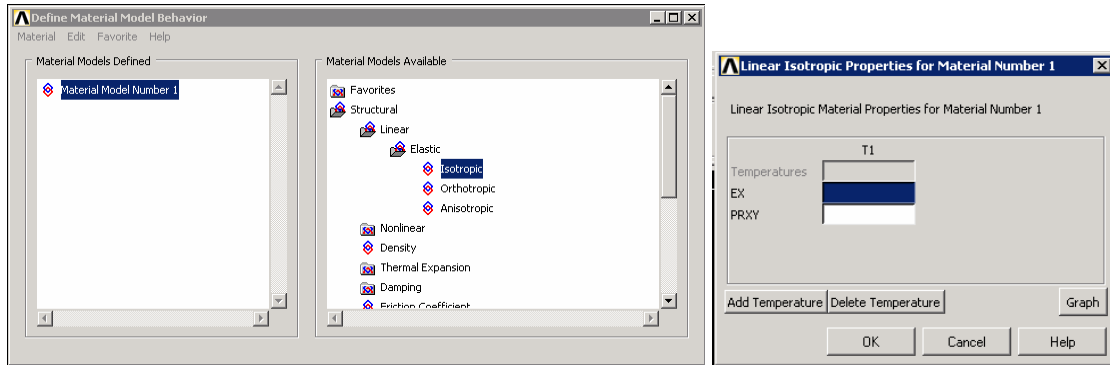 Define Material Model Behavior
Material Edit Favorite Help
Material Models Defined
Material Model Number 1
Material Models Available
Favorites
Structural
Linear
Elastic
Isotropic
Orthotropic
Anisotropic
Nonlinear
Density
Thermal Expansion
Damping
Friction Coefficient
Linear Isotropic Properties for Material Number 1
Linear Isotropic Material Properties for Material Number 1
T1
Temperatures
EX
PRXY
Add Temperature Delete Temperature Graph
OK Cancel Help